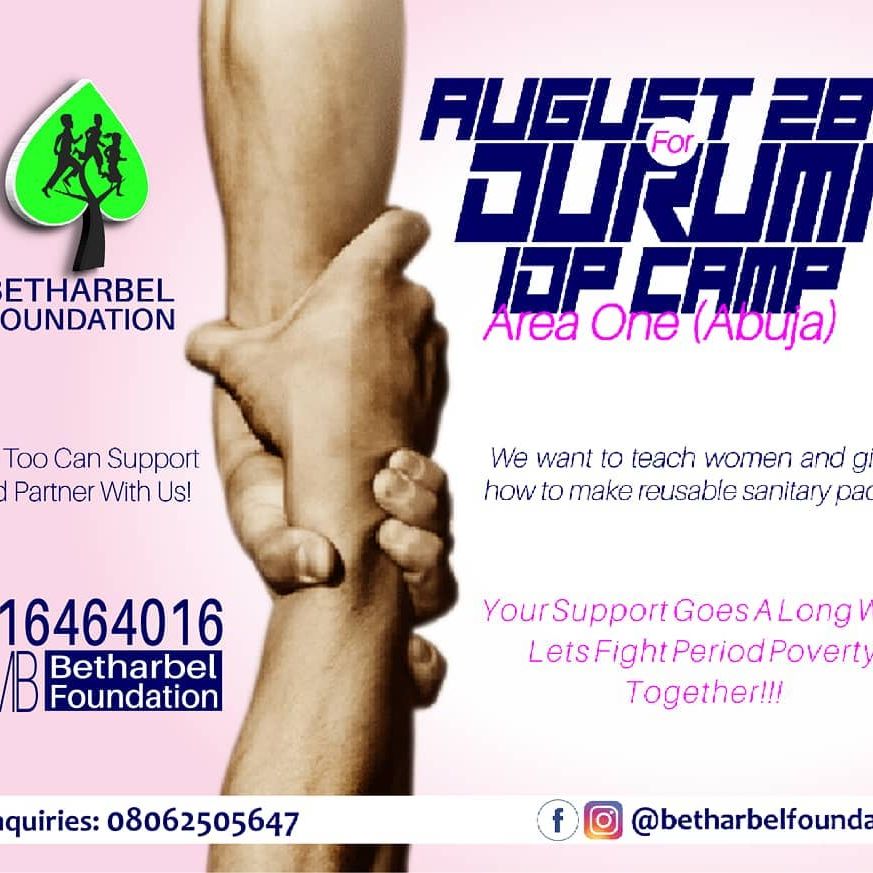 BETHARBEL
FOUNDATION
AUGUST 28
For
DURUMI
IDP CAMP
Area One (Abuja)
Too Can Support
Partner With Us!
We want to teach women and
how to make reusable sanitary
16464016
Betharbel
Foundation
Your Support Goes A Long
Lets Fight Period Poverty
Together!!!
nquiries: 08062505647
@betharbelfounda